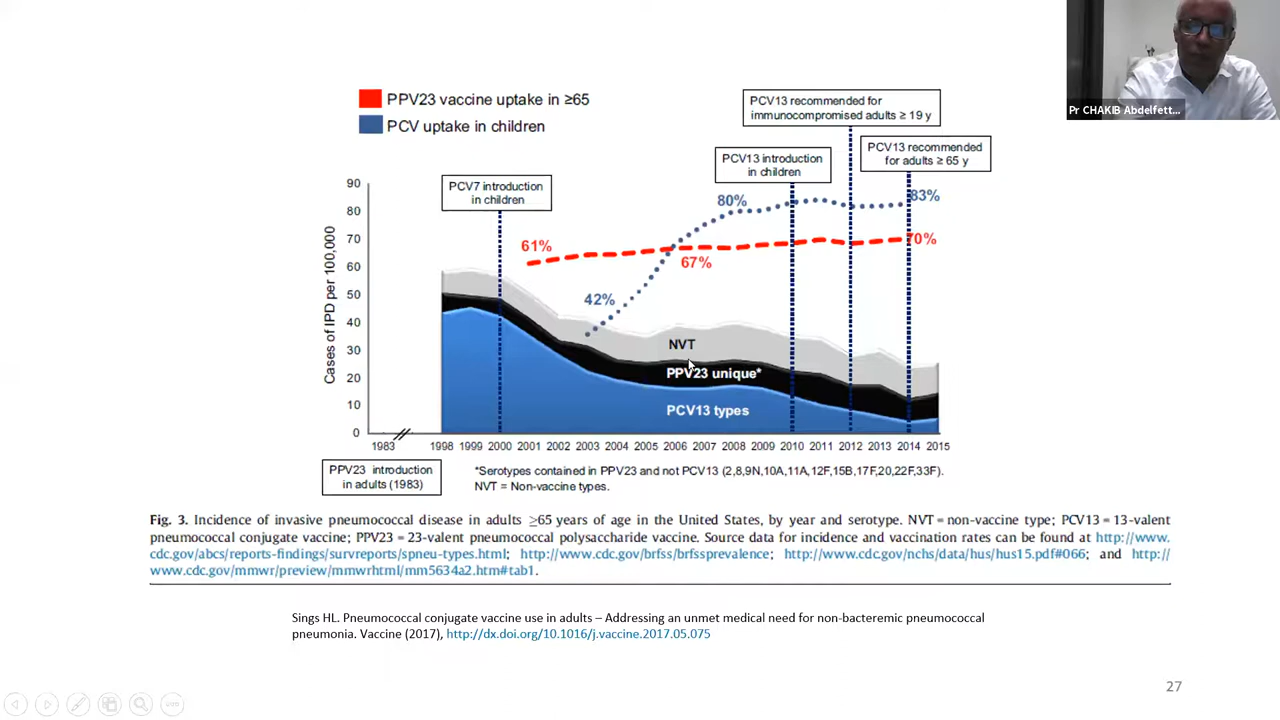 Pr CHAKIB Abdelfett...
PPV23 vaccine uptake in ≥65
PCV uptake in children
PCV13 recommended for
immunocompromised adults ≥ 19 y
PCV13 introduction
in children
PCV13 recommended
for adults ≥ 65 y
PCV7 introduction
in children
Cases of IPD per 100,000
90
80
70
60
50
40
30
20
10
0
61%
67%
70%
42%
80%
83%
NVT
PPV23 unique*
PCV13 types
1983 1998 1999 2000 2001 2002 2003 2004 2005 2006 2007 2008 2009 2010 2011 2012 2013 2014 2015
PPV23 introduction
in adults (1983)
*Serotypes contained in PPV23 and not PCV13 (2,8,9N,10A,11A,12F,15B,17F,20,22F,33F).
NVT = Non-vaccine types.
Fig. 3. Incidence of invasive pneumococcal disease in adults ≥65 years of age in the United States, by year and serotype. NVT = non-vaccine type; PCV13 = 13-valent
pneumococcal conjugate vaccine; PPV23 = 23-valent pneumococcal polysaccharide vaccine. Source data for incidence and vaccination rates can be found at http://www.
cdc.gov/abcs/reports-findings/survreports/spneu-types.html; http://www.cdc.gov/brfss/brfssprevalence; http://www.cdc.gov/nchs/data/hus/hus15.pdf#066; and http://
www.cdc.gov/mmwr/preview/mmwrhtml/mm5634a2.htm#tab1.
Sings HL. Pneumococcal conjugate vaccine use in adults – Addressing an unmet medical need for non-bacteremic pneumococcal
pneumonia. Vaccine (2017), http://dx.doi.org/10.1016/j.vaccine.2017.05.075
27